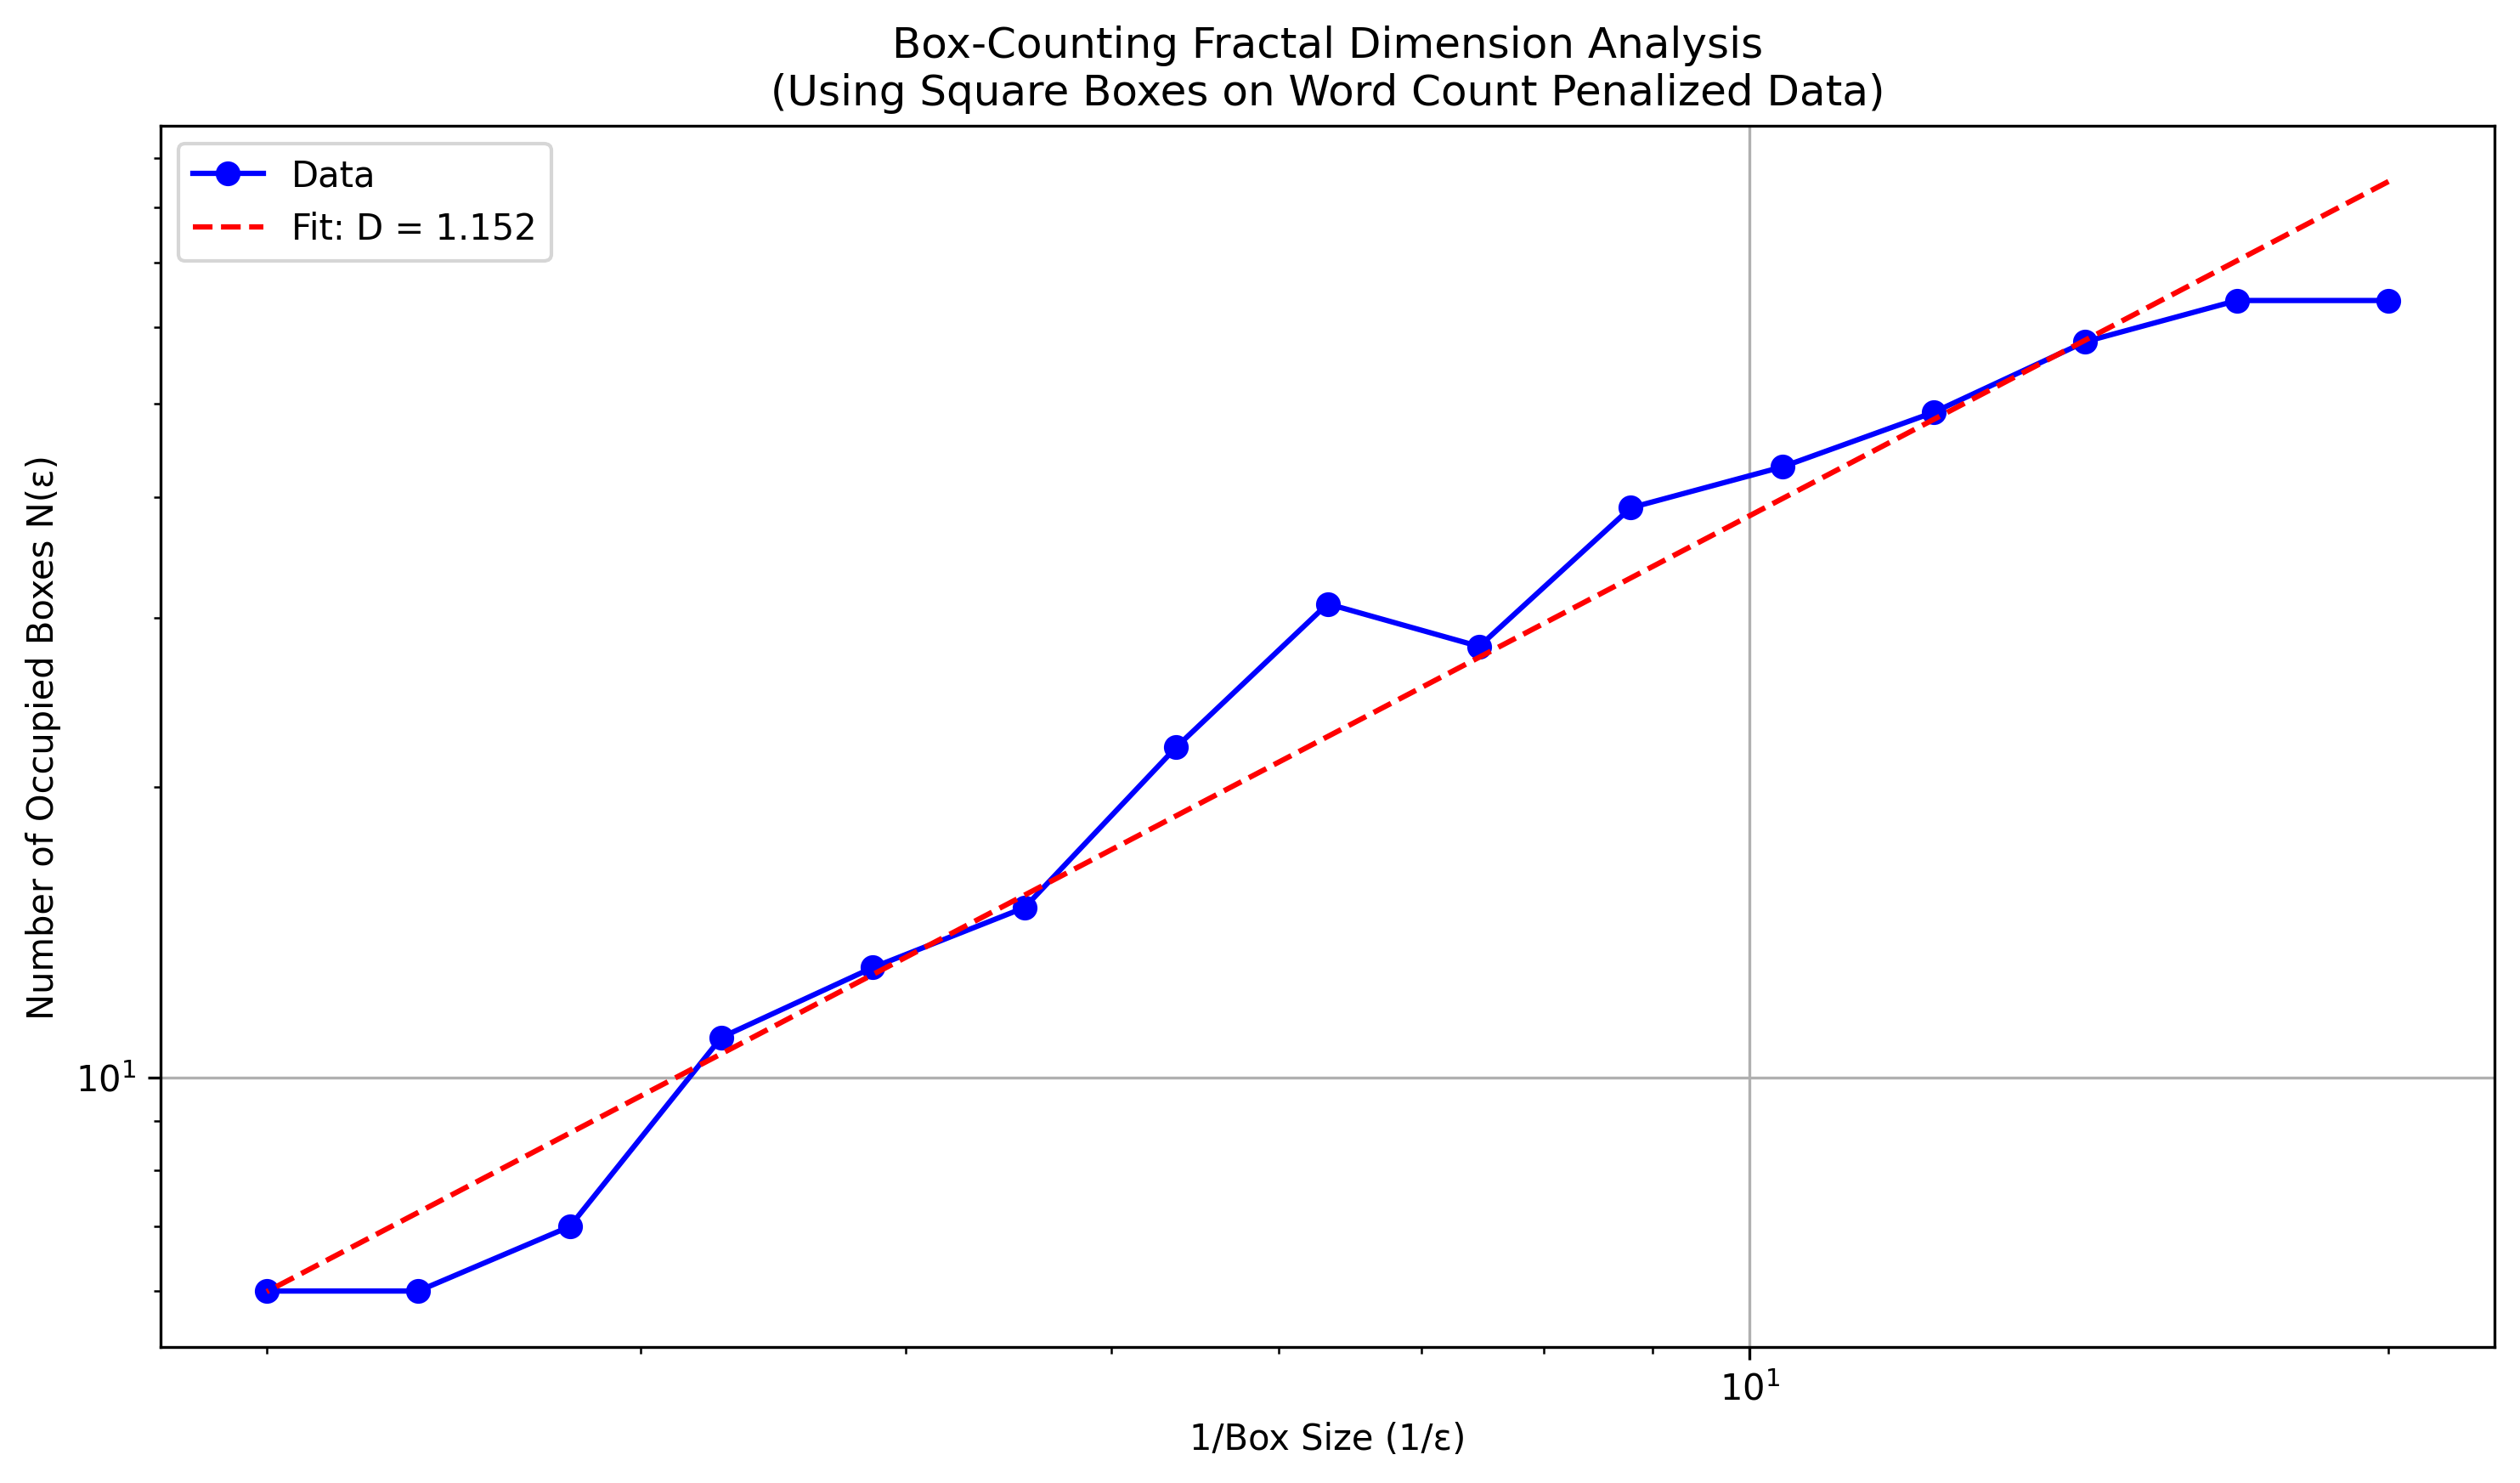 Box-Counting Fractal Dimension Analysis
(Using Square Boxes on Word Count Penalized Data)
Data
Fit: D = 1.152
Number of Occupied Boxes N(ε)
10¹
10¹
1/Box Size (1/ε)